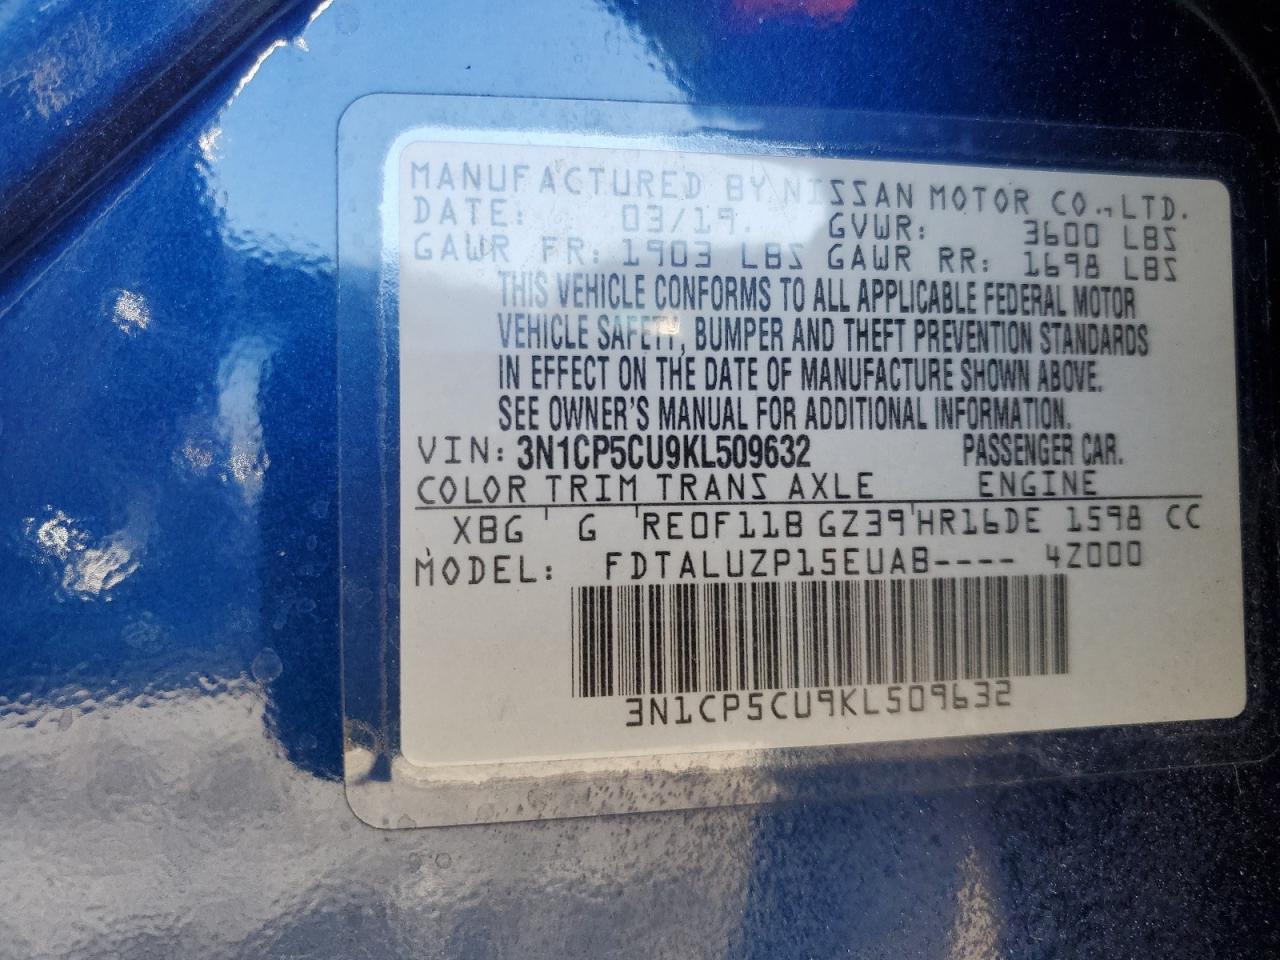 MANUFACTURED BY NISSAN MOTOR CO.,LTD.
DATE: 03/19. GVWR: 3600 LBS
GAWR FR: 1903 LBS GAWR RR: 1698 LBS
THIS VEHICLE CONFORMS TO ALL APPLICABLE FEDERAL MOTOR
VEHICLE SAFETY, BUMPER AND THEFT PREVENTION STANDARDS
IN EFFECT ON THE DATE OF MANUFACTURE SHOWN ABOVE.
SEE OWNER'S MANUAL FOR ADDITIONAL INFORMATION.
VIN: 3N1CP5CU9KL509632 PASSENGER CAR.
COLOR TRIM TRANS AXLE ENGINE
XBG G RE0F11B GZ39 HR16DE 1598 CC
MODEL: FDTALUZP15EUAB---- 4Z000
3N1CP5CU9KL509632